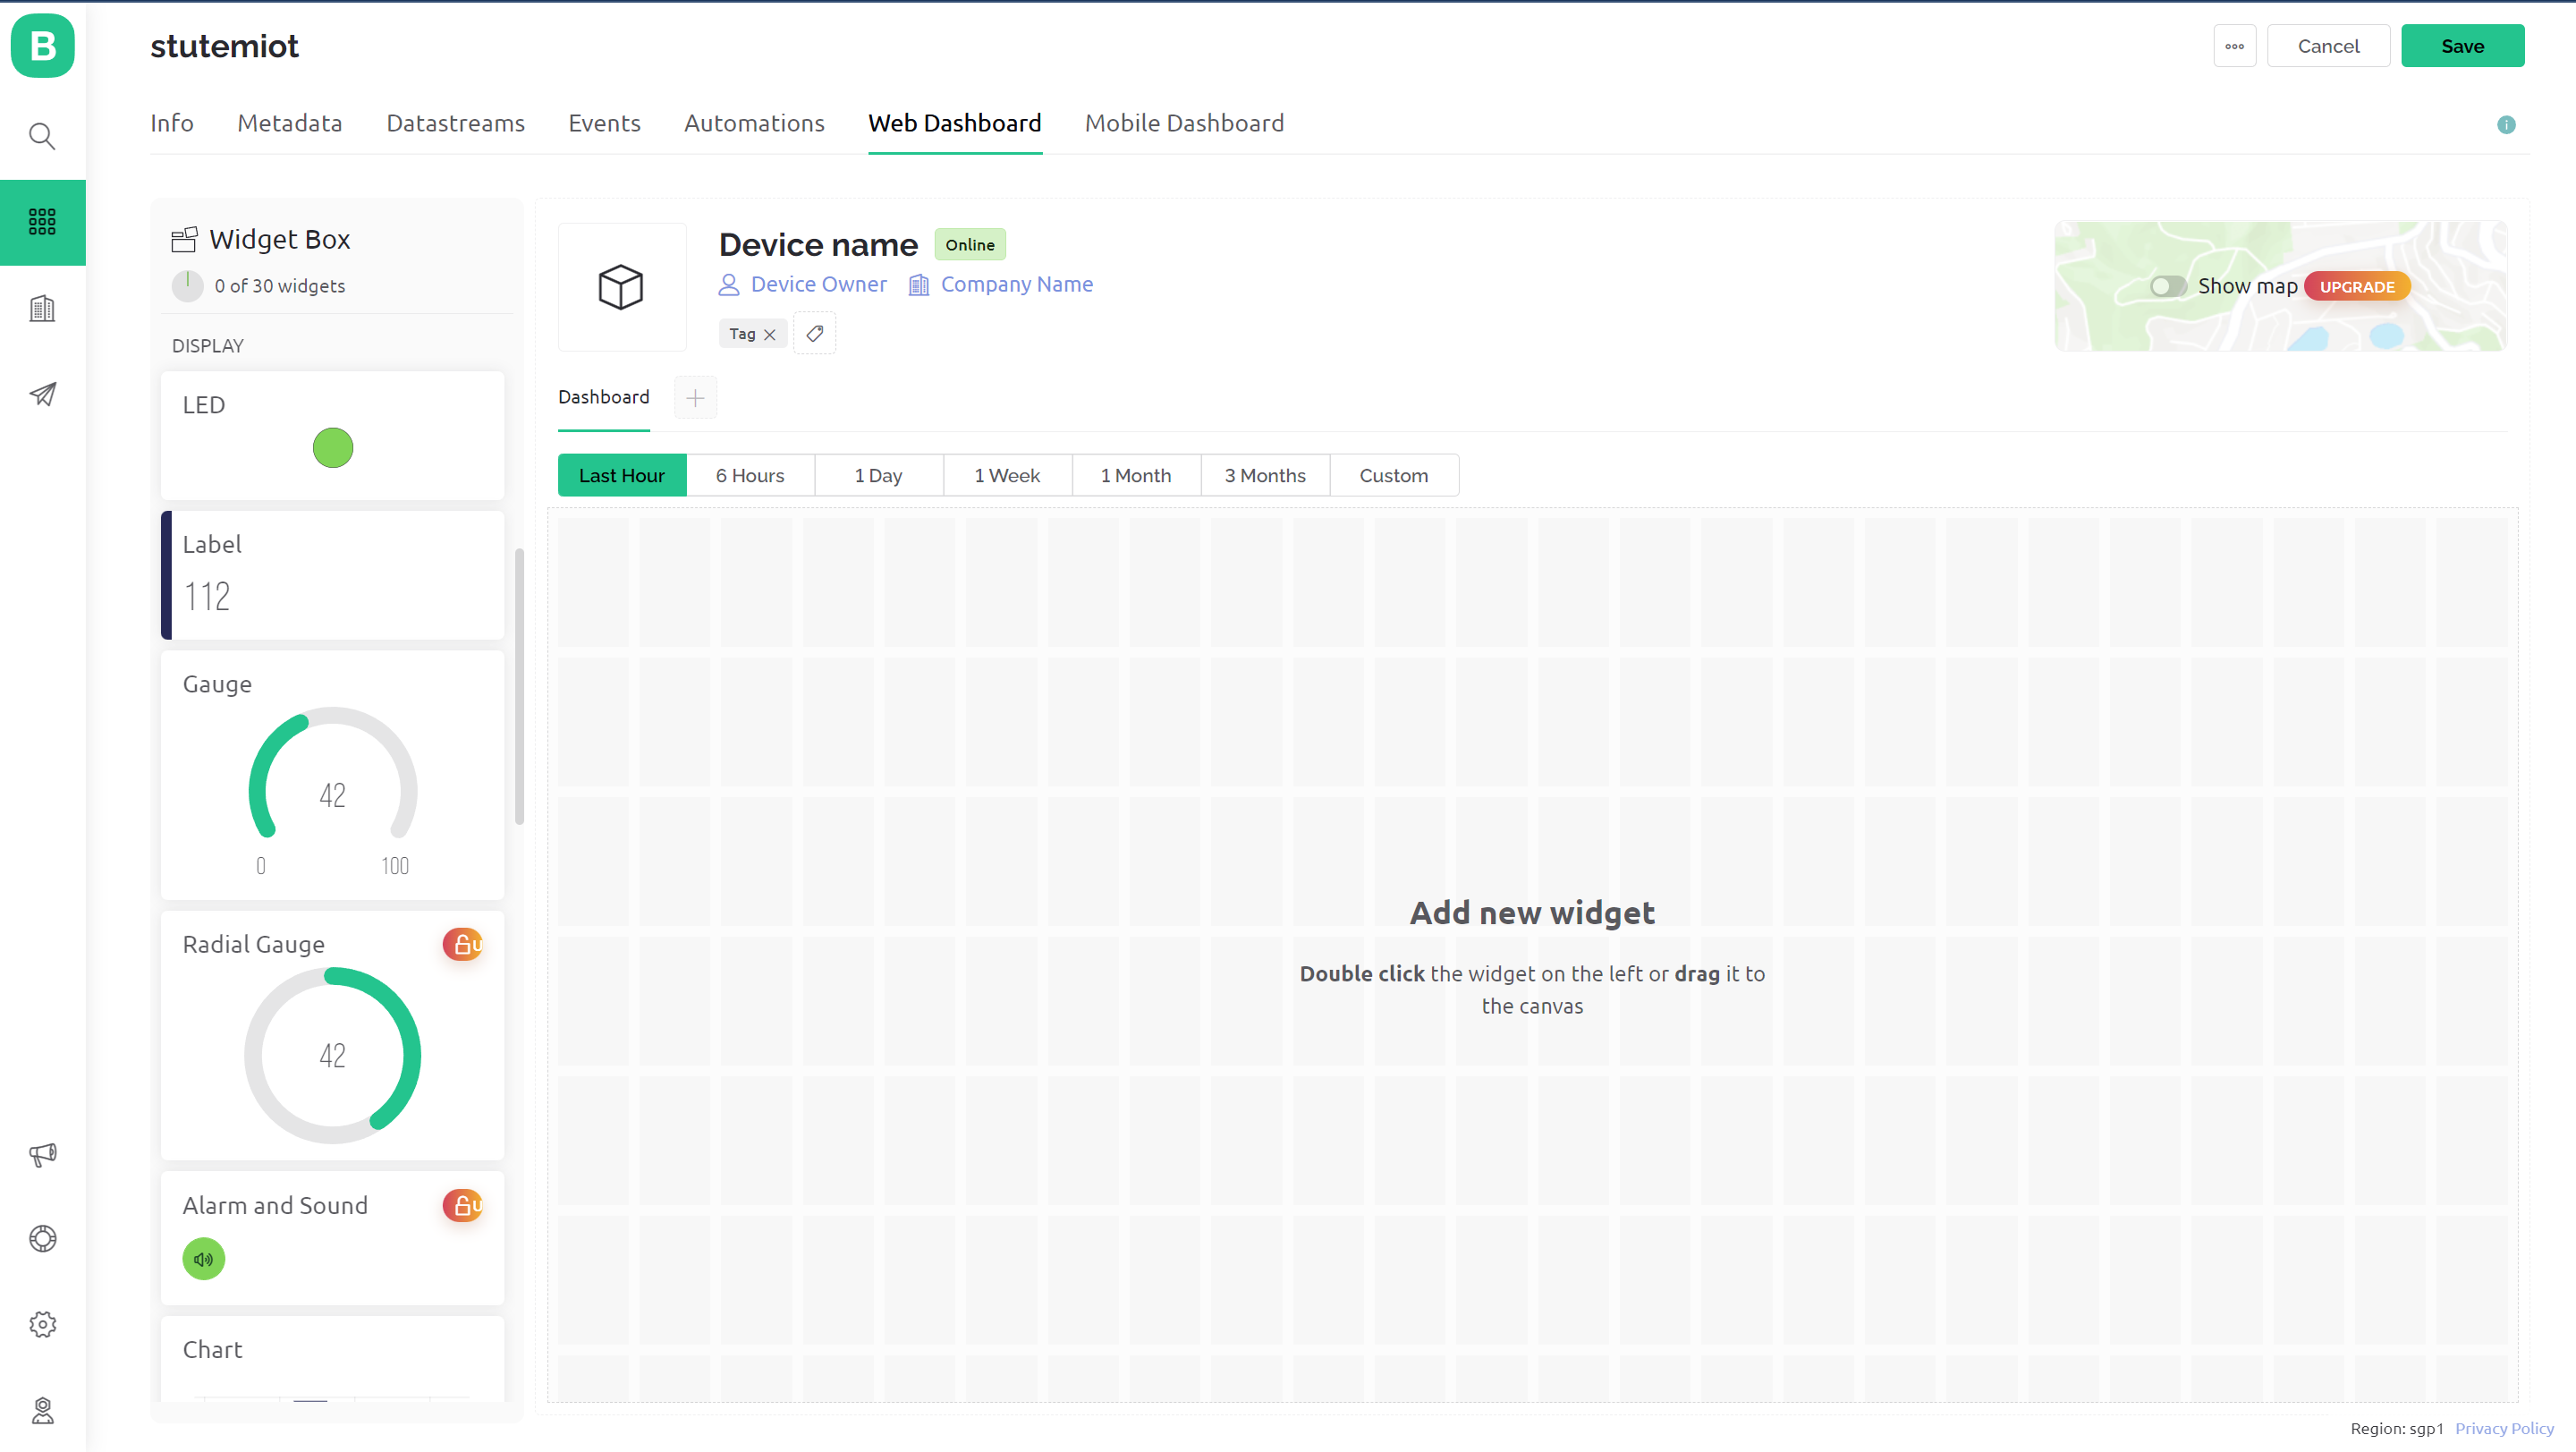 B
stutemiot
Cancel
Save
Info
Metadata
Datastreams
Events
Automations
Web Dashboard
Mobile Dashboard
Widget Box
0 of 30 widgets
DISPLAY
LED
Label
112
Gauge
42
0
100
Radial Gauge
U
42
Alarm and Sound
U
Chart
Device name
Online
Device Owner
Company Name
Tag
Show map
UPGRADE
Dashboard
Last Hour
6 Hours
1 Day
1 Week
1 Month
3 Months
Custom
Add new widget
Double click the widget on the left or drag it to
the canvas
Region: sgp1
Privacy Policy